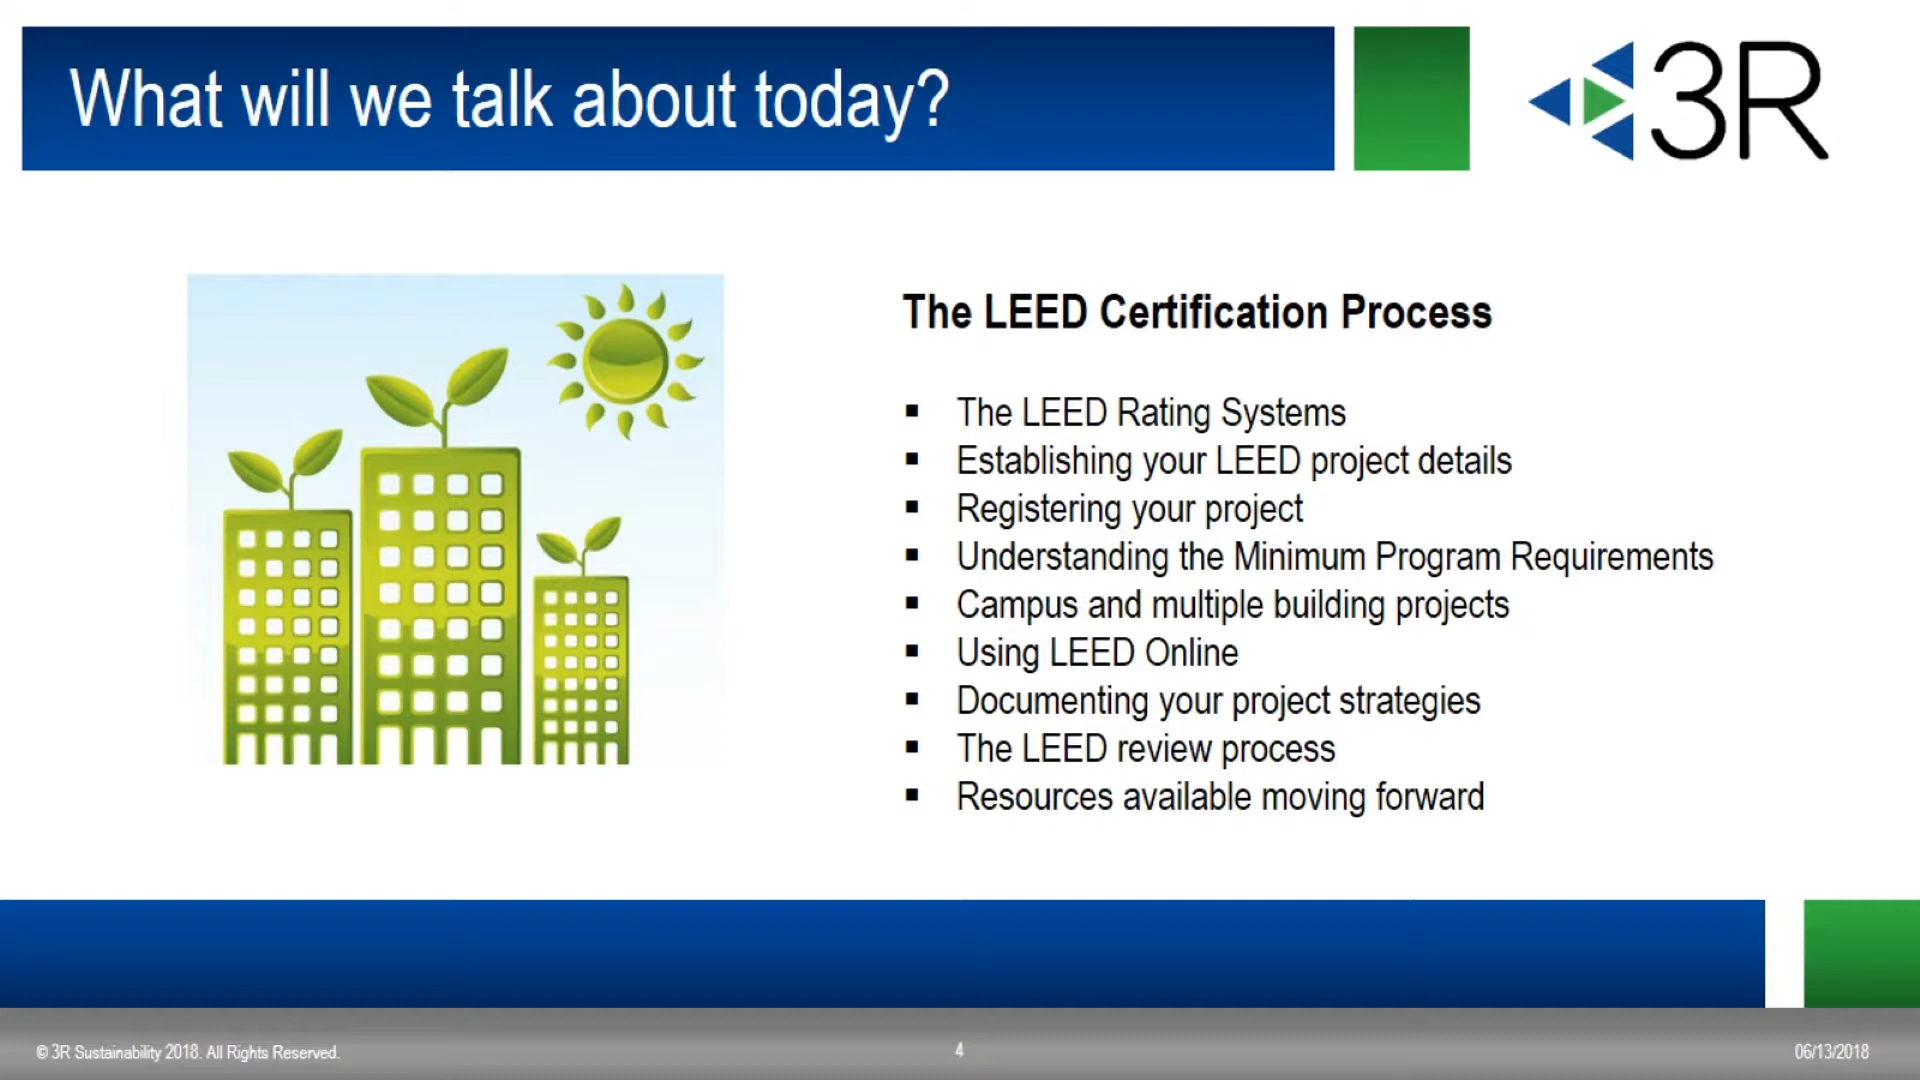 What will we talk about today?
3R
The LEED Certification Process
▪ The LEED Rating Systems
▪ Establishing your LEED project details
▪ Registering your project
▪ Understanding the Minimum Program Requirements
▪ Campus and multiple building projects
▪ Using LEED Online
▪ Documenting your project strategies
▪ The LEED review process
▪ Resources available moving forward
© 3R Sustainability 2018. All Rights Reserved.
4
06/13/2018